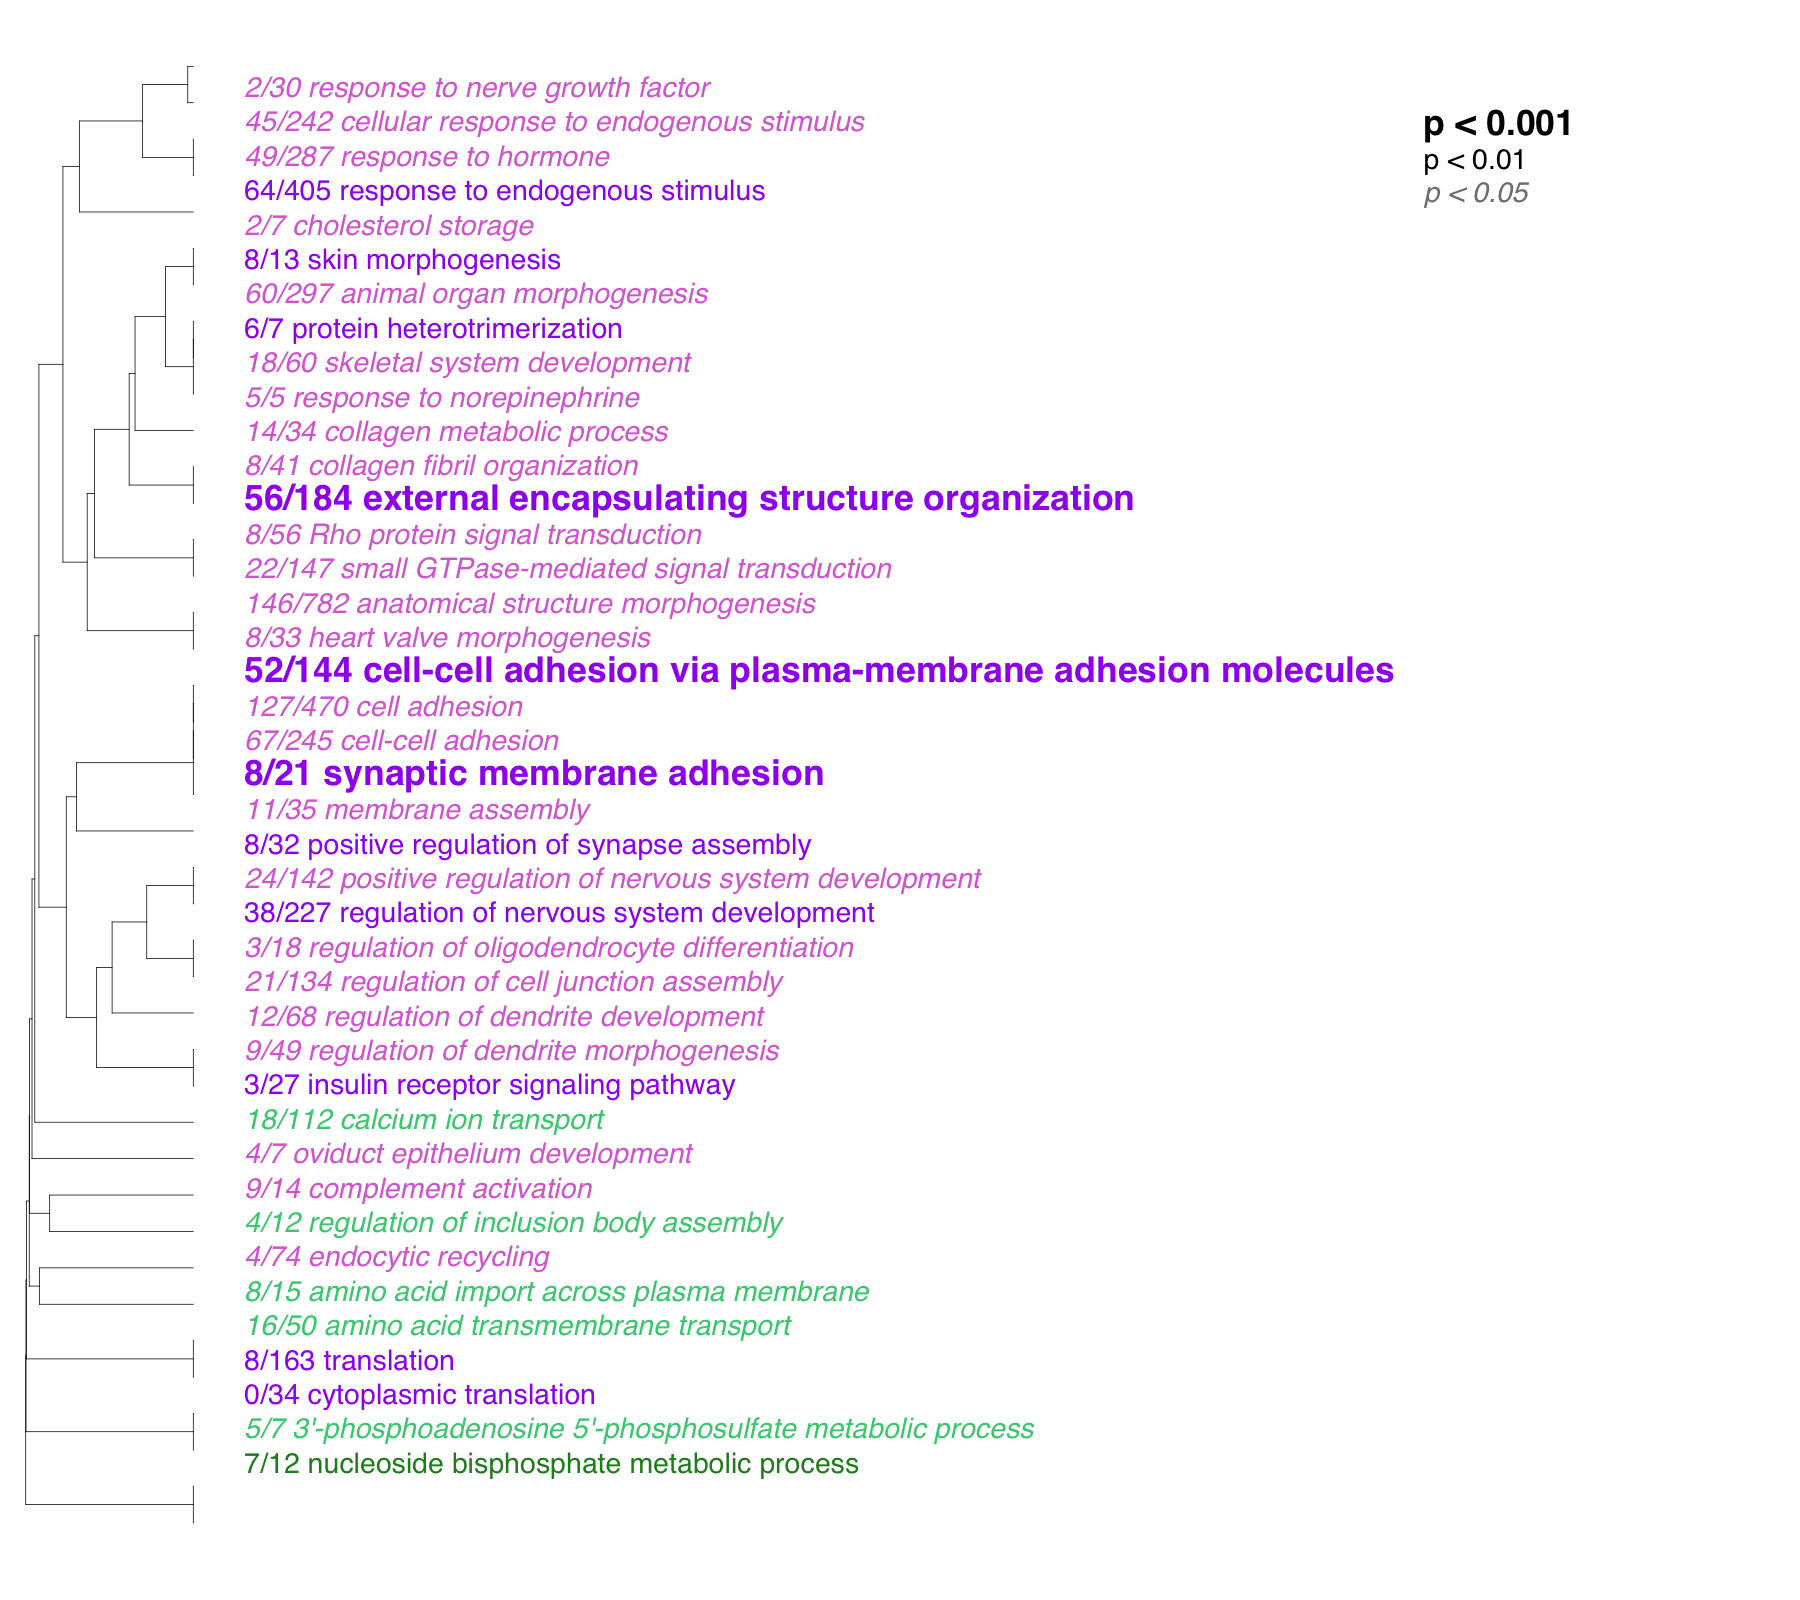 2/30 response to nerve growth factor
45/242 cellular response to endogenous stimulus
49/287 response to hormone
64/405 response to endogenous stimulus
2/7 cholesterol storage
8/13 skin morphogenesis
60/297 animal organ morphogenesis
6/7 protein heterotrimerization
18/60 skeletal system development
5/5 response to norepinephrine
14/34 collagen metabolic process
8/41 collagen fibril organization
56/184 external encapsulating structure organization
8/56 Rho protein signal transduction
22/147 small GTPase-mediated signal transduction
146/782 anatomical structure morphogenesis
8/33 heart valve morphogenesis
52/144 cell-cell adhesion via plasma-membrane adhesion molecules
127/470 cell adhesion
67/245 cell-cell adhesion
8/21 synaptic membrane adhesion
11/35 membrane assembly
8/32 positive regulation of synapse assembly
24/142 positive regulation of nervous system development
38/227 regulation of nervous system development
3/18 regulation of oligodendrocyte differentiation
21/134 regulation of cell junction assembly
12/68 regulation of dendrite development
9/49 regulation of dendrite morphogenesis
3/27 insulin receptor signaling pathway
18/112 calcium ion transport
4/7 oviduct epithelium development
9/14 complement activation
4/12 regulation of inclusion body assembly
4/74 endocytic recycling
8/15 amino acid import across plasma membrane
16/50 amino acid transmembrane transport
8/163 translation
0/34 cytoplasmic translation
5/7 3'-phosphoadenosine 5'-phosphosulfate metabolic process
7/12 nucleoside bisphosphate metabolic process
p < 0.001
p < 0.01
p < 0.05